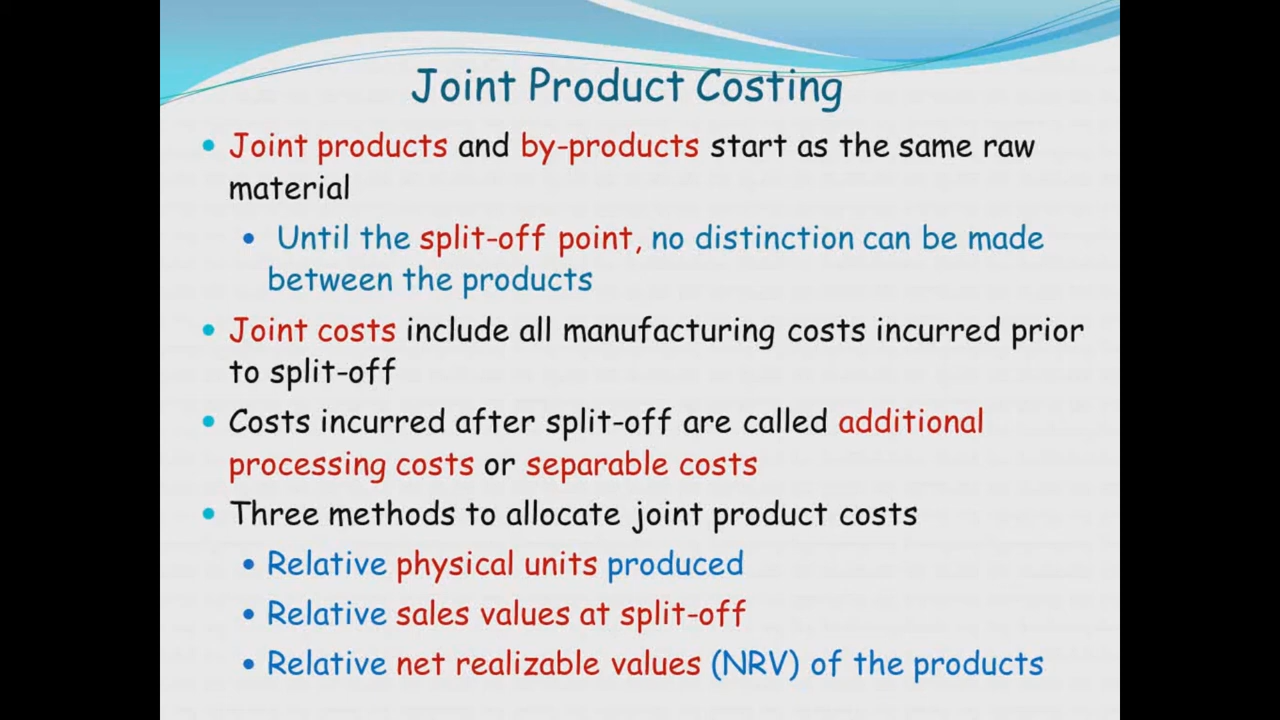 Joint Product Costing
• Joint products and by-products start as the same raw
material
• Until the split-off point, no distinction can be made
between the products
• Joint costs include all manufacturing costs incurred prior
to split-off
• Costs incurred after split-off are called additional
processing costs or separable costs
• Three methods to allocate joint product costs
• Relative physical units produced
• Relative sales values at split-off
• Relative net realizable values (NRV) of the products